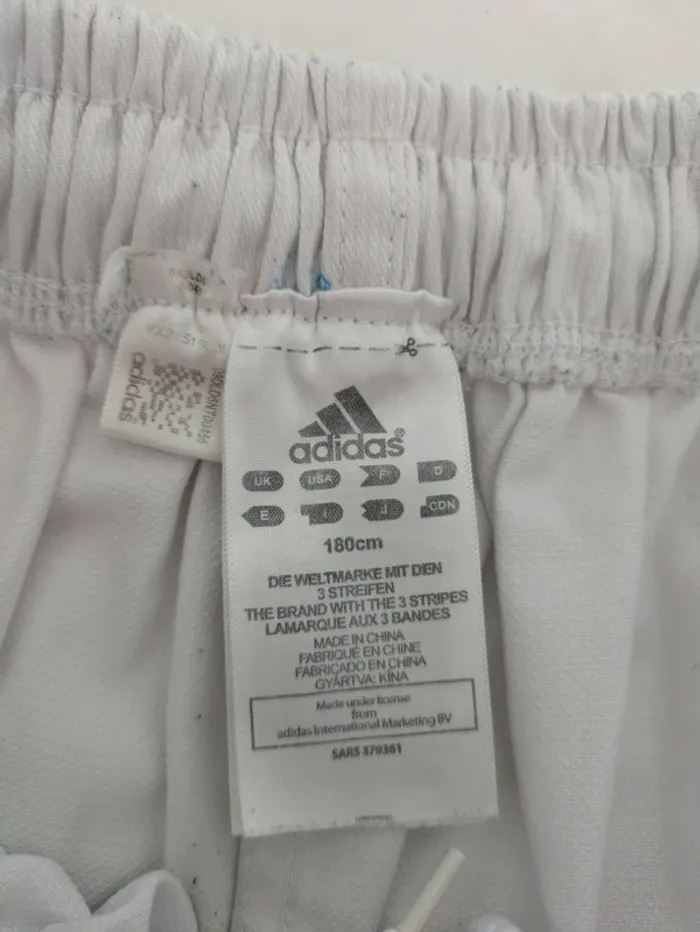 adidas®
UK USA F D
E I J CDN
180cm
DIE WELTMARKE MIT DEN
3 STREIFEN
THE BRAND WITH THE 3 STRIPES
LAMARQUE AUX 3 BANDES
MADE IN CHINA
FABRIQUÉ EN CHINE
FABRICADO EN CHINA
GYÁRTVA: KÍNA
Made under license
from
adidas International Marketing BV
SARS 379361
adidas